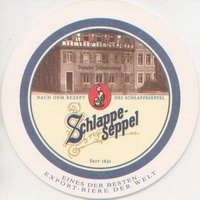 NACH DEM REZEPT DES SCHLAPPESEPPEL
Schlappe-
Seppel
Seit 1631
EINES DER BESTEN
EXPORT-BIERE DER WELT